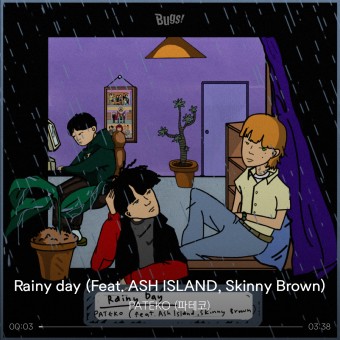 Bugs!
Rainy day (Feat. ASH ISLAND, Skinny Brown)
Rainy Day
PATEKO (파테코)
PATEKO (feat. Ash Island, Skinny Brown)
00:03
03:38